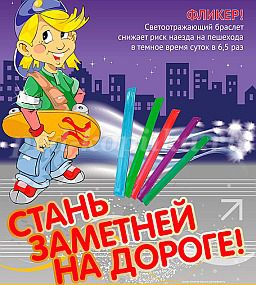 ФЛИКЕР!
Светоотражающий браслет
снижает риск наезда на пешехода
в темное время суток в 6,5 раз
СТАНЬ
ЗАМЕТНЕЙ
НА ДОРОГЕ!